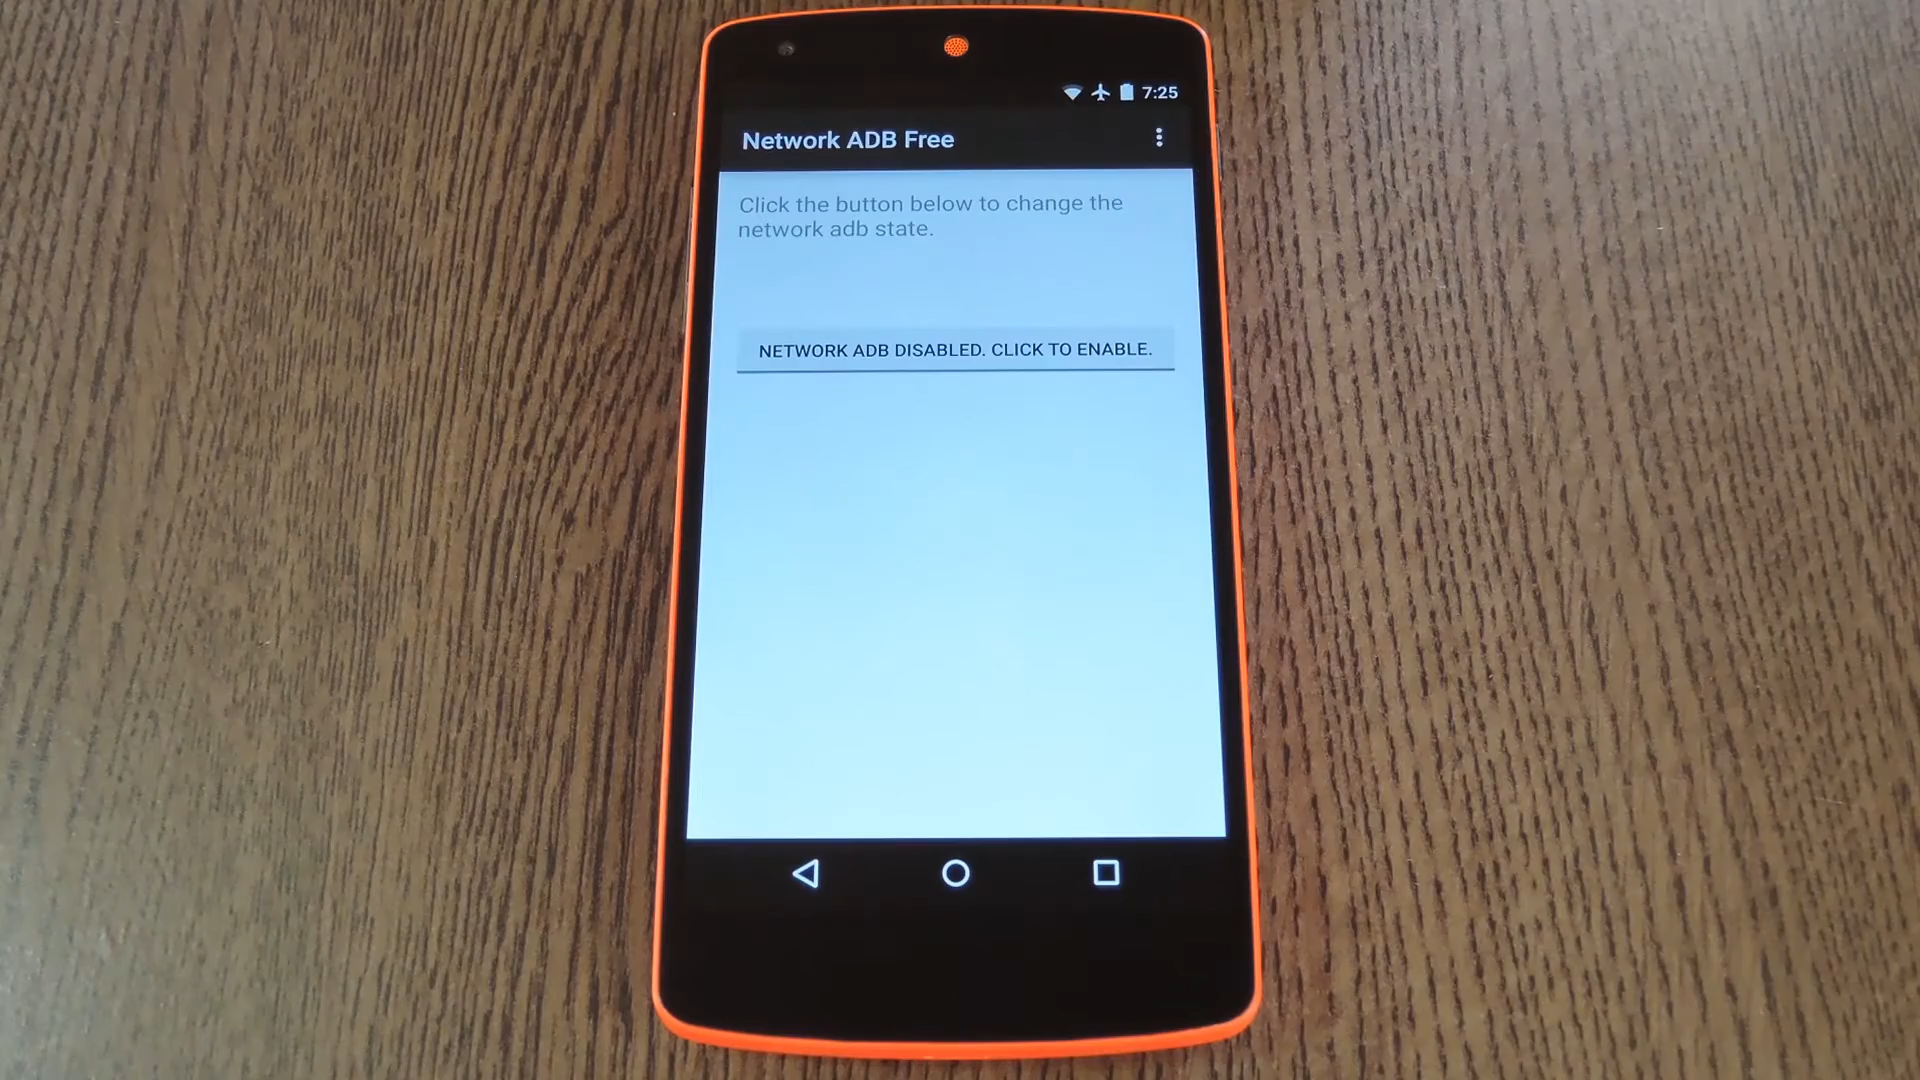 7:25
Network ADB Free
Click the button below to change the
network adb state.
NETWORK ADB DISABLED. CLICK TO ENABLE.